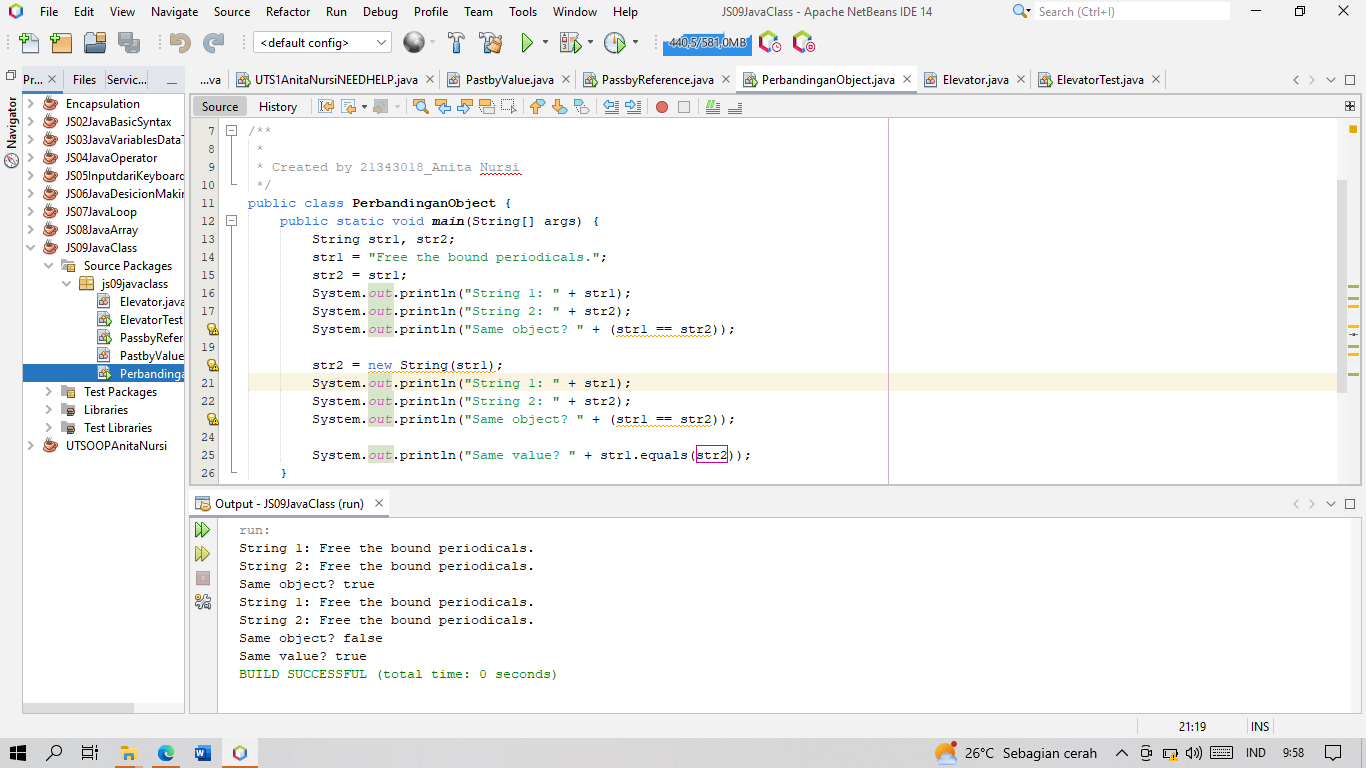 File Edit View Navigate Source Refactor Run Debug Profile Team Tools Window Help JS09JavaClass - Apache NetBeans IDE 14 Search (Ctrl+I)
<default config> 440,5/581,0MB
Pr... Files Servic... ...va UTS1AnitaNursiNEEDHELP.java PastbyValue.java PassbyReference.java PerbandinganObject.java Elevator.java ElevatorTest.java
Navigator
Source History
Encapsulation
JS02JavaBasicSyntax
JS03JavaVariablesDataT
JS04JavaOperator
JS05InputdariKeyboard
JS06JavaDesicionMakin
JS07JavaLoop
JS08JavaArray
JS09JavaClass
Source Packages
js09javaclass
Elevator.java
ElevatorTest
PassbyRefer
PastbyValue
Perbandinga
Test Packages
Libraries
Test Libraries
UTSOOPAnitaNursi
7 /**
8 *
9 * Created by 21343018_Anita Nursi
10 */
11 public class PerbandinganObject {
12 public static void main(String[] args) {
13 String str1, str2;
14 str1 = "Free the bound periodicals.";
15 str2 = str1;
16 System.out.println("String 1: " + str1);
17 System.out.println("String 2: " + str2);
System.out.println("Same object? " + (str1 == str2));
19
str2 = new String(str1);
21 System.out.println("String 1: " + str1);
22 System.out.println("String 2: " + str2);
System.out.println("Same object? " + (str1 == str2));
24
25 System.out.println("Same value? " + str1.equals(str2));
26 }
Output - JS09JavaClass (run)
run:
String 1: Free the bound periodicals.
String 2: Free the bound periodicals.
Same object? true
String 1: Free the bound periodicals.
String 2: Free the bound periodicals.
Same object? false
Same value? true
BUILD SUCCESSFUL (total time: 0 seconds)
21:19 INS
26°C Sebagian cerah IND 9:58